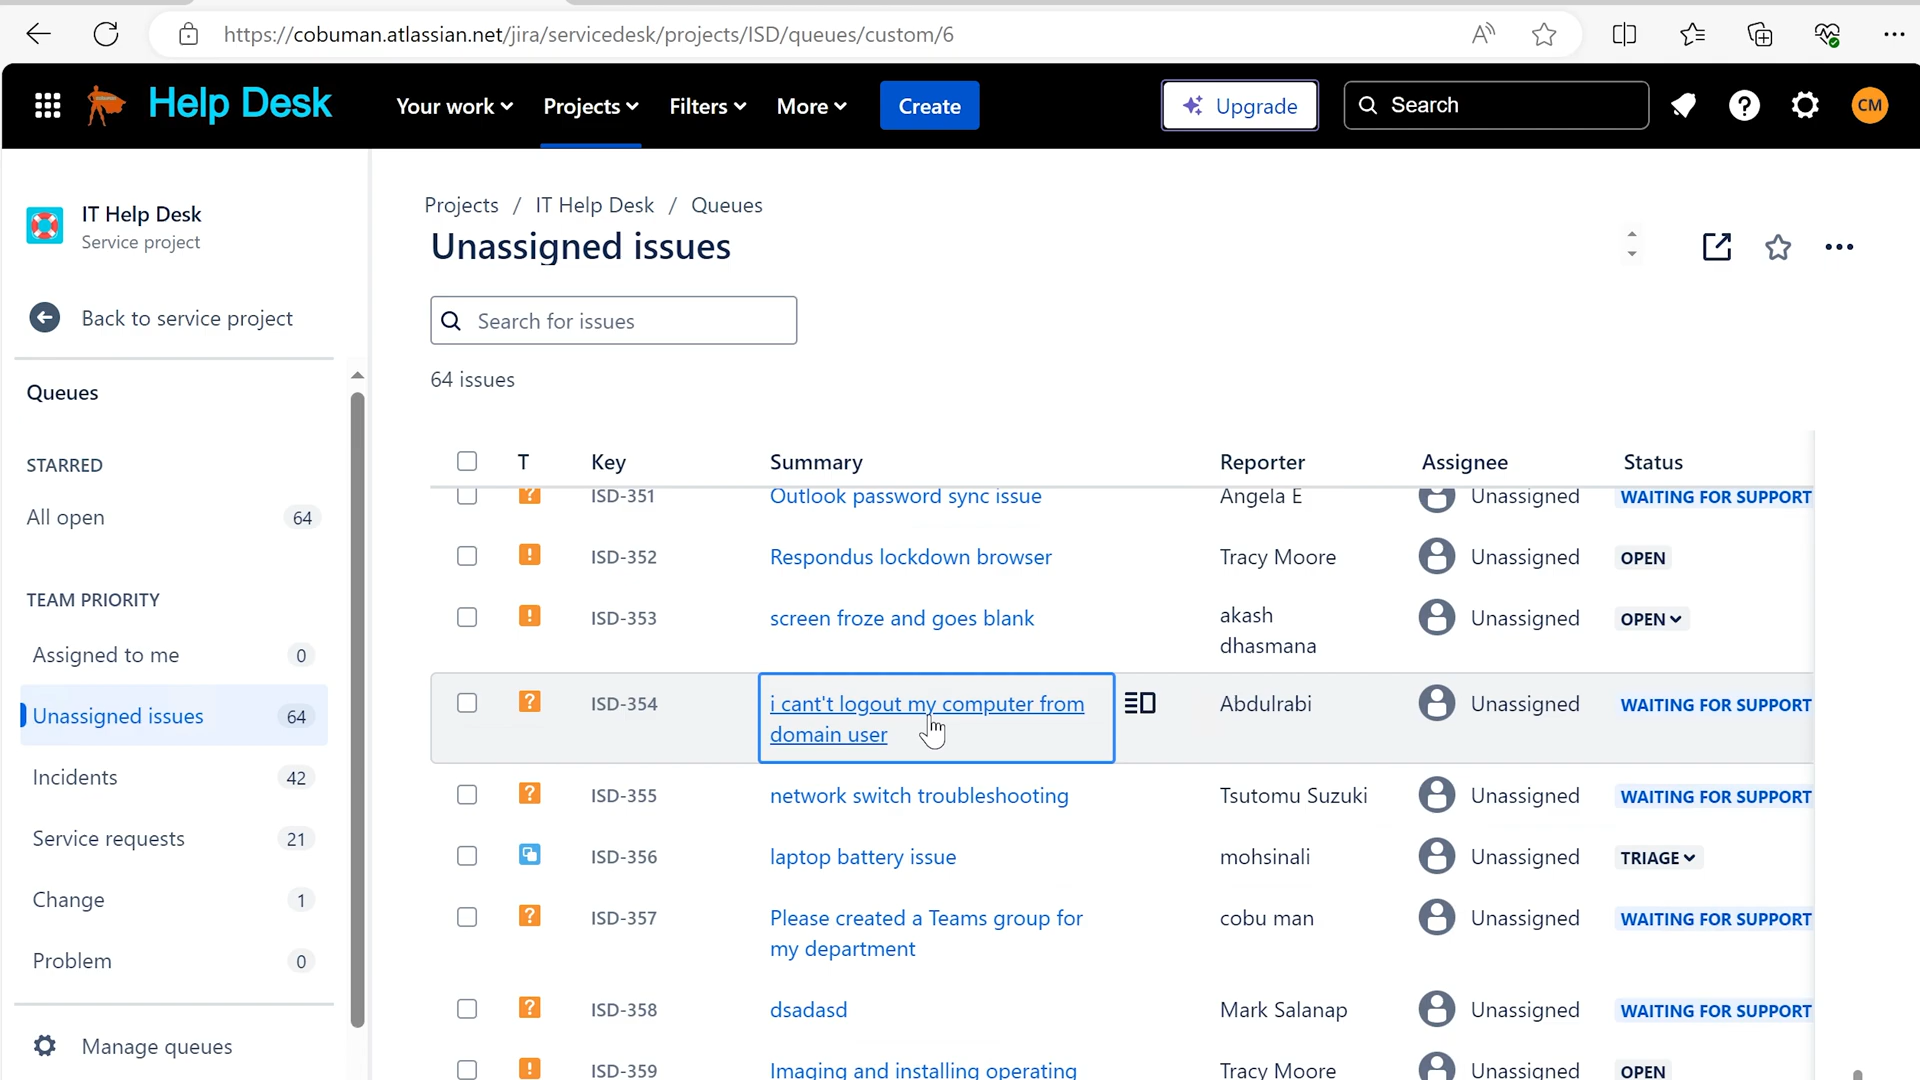 https://cobuman.atlassian.net/jira/servicedesk/projects/ISD/queues/custom/6
Help Desk
Your work
Projects
Filters
More
Create
Upgrade
Search
CM
IT Help Desk
Service project
Back to service project
Queues
STARRED
All open 64
TEAM PRIORITY
Assigned to me 0
Unassigned issues 64
Incidents 42
Service requests 21
Change 1
Problem 0
Manage queues
Projects / IT Help Desk / Queues
Unassigned issues
Search for issues
64 issues
T Key Summary Reporter Assignee Status
ISD-351 Outlook password sync issue Angela E Unassigned WAITING FOR SUPPORT
ISD-352 Respondus lockdown browser Tracy Moore Unassigned OPEN
ISD-353 screen froze and goes blank akash Unassigned OPEN
dhasmana
ISD-354 i cant't logout my computer from Abdulrabi Unassigned WAITING FOR SUPPORT
domain user
ISD-355 network switch troubleshooting Tsutomu Suzuki Unassigned WAITING FOR SUPPORT
ISD-356 laptop battery issue mohsinali Unassigned TRIAGE
ISD-357 Please created a Teams group for cobu man Unassigned WAITING FOR SUPPORT
my department
ISD-358 dsadasd Mark Salanap Unassigned WAITING FOR SUPPORT
ISD-359 Imaging and installing operating Tracy Moore Unassigned OPEN